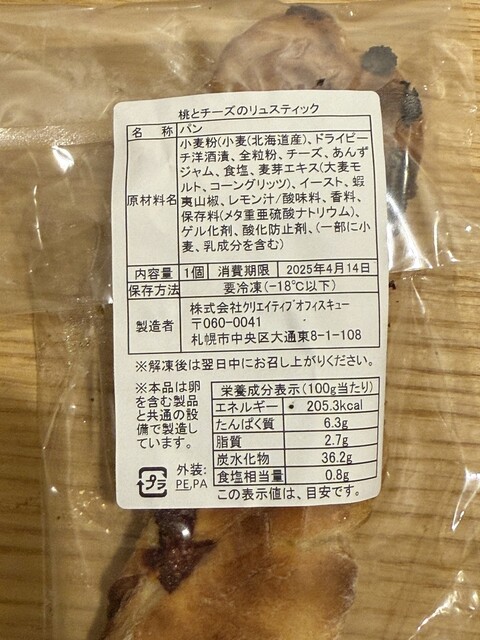 桃とチーズのリュスティック
名 称 パン
原材料名
小麦粉(小麦(北海道産)、ドライピー
チ洋酒漬、全粒粉、チーズ、あんず
ジャム、食塩、麦芽エキス(大麦モ
ルト、コーングリッツ)、イースト、蝦
夷山椒、レモン汁/酸味料、香料、
保存料(メタ重亜硫酸ナトリウム)、
ゲル化剤、酸化防止剤、(一部に小
麦、乳成分を含む)
内容量 1個 消費期限 2025年4月14日
保存方法 要冷凍(-18℃以下)
製造者
株式会社クリエイティブオフィスキュー
〒060-0041
札幌市中央区大通東8-1-108
※解凍後は翌日中にお召し上がりください。
※本品は卵
を含む製品
と共通の設
備で製造し
ています。
プラ
外装:
PE,PA
栄養成分表示(100g当たり)
エネルギー 205.3kcal
たんぱく質 6.3g
脂質 2.7g
炭水化物 36.2g
食塩相当量 0.8g
この表示値は、目安です。